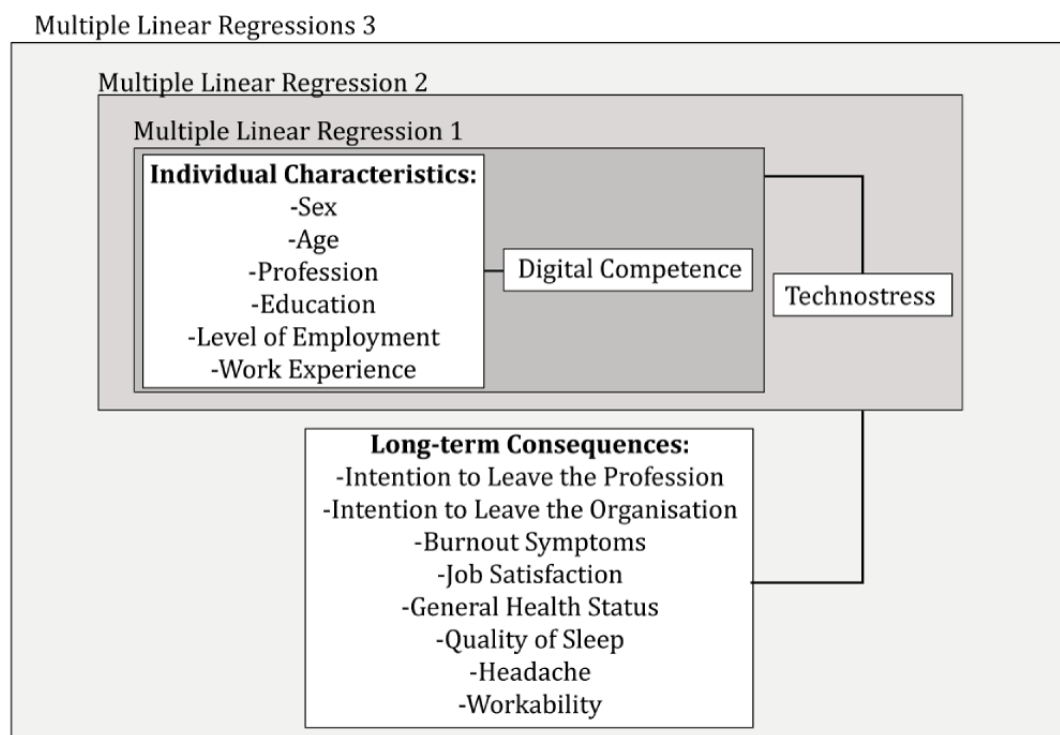 Multiple Linear Regressions 3
Multiple Linear Regression 2
Multiple Linear Regression 1
Individual Characteristics:
-Sex
-Age
-Profession
-Education
-Level of Employment
-Work Experience
Digital Competence
Technostress
Long-term Consequences:
-Intention to Leave the Profession
-Intention to Leave the Organisation
-Burnout Symptoms
-Job Satisfaction
-General Health Status
-Quality of Sleep
-Headache
-Workability